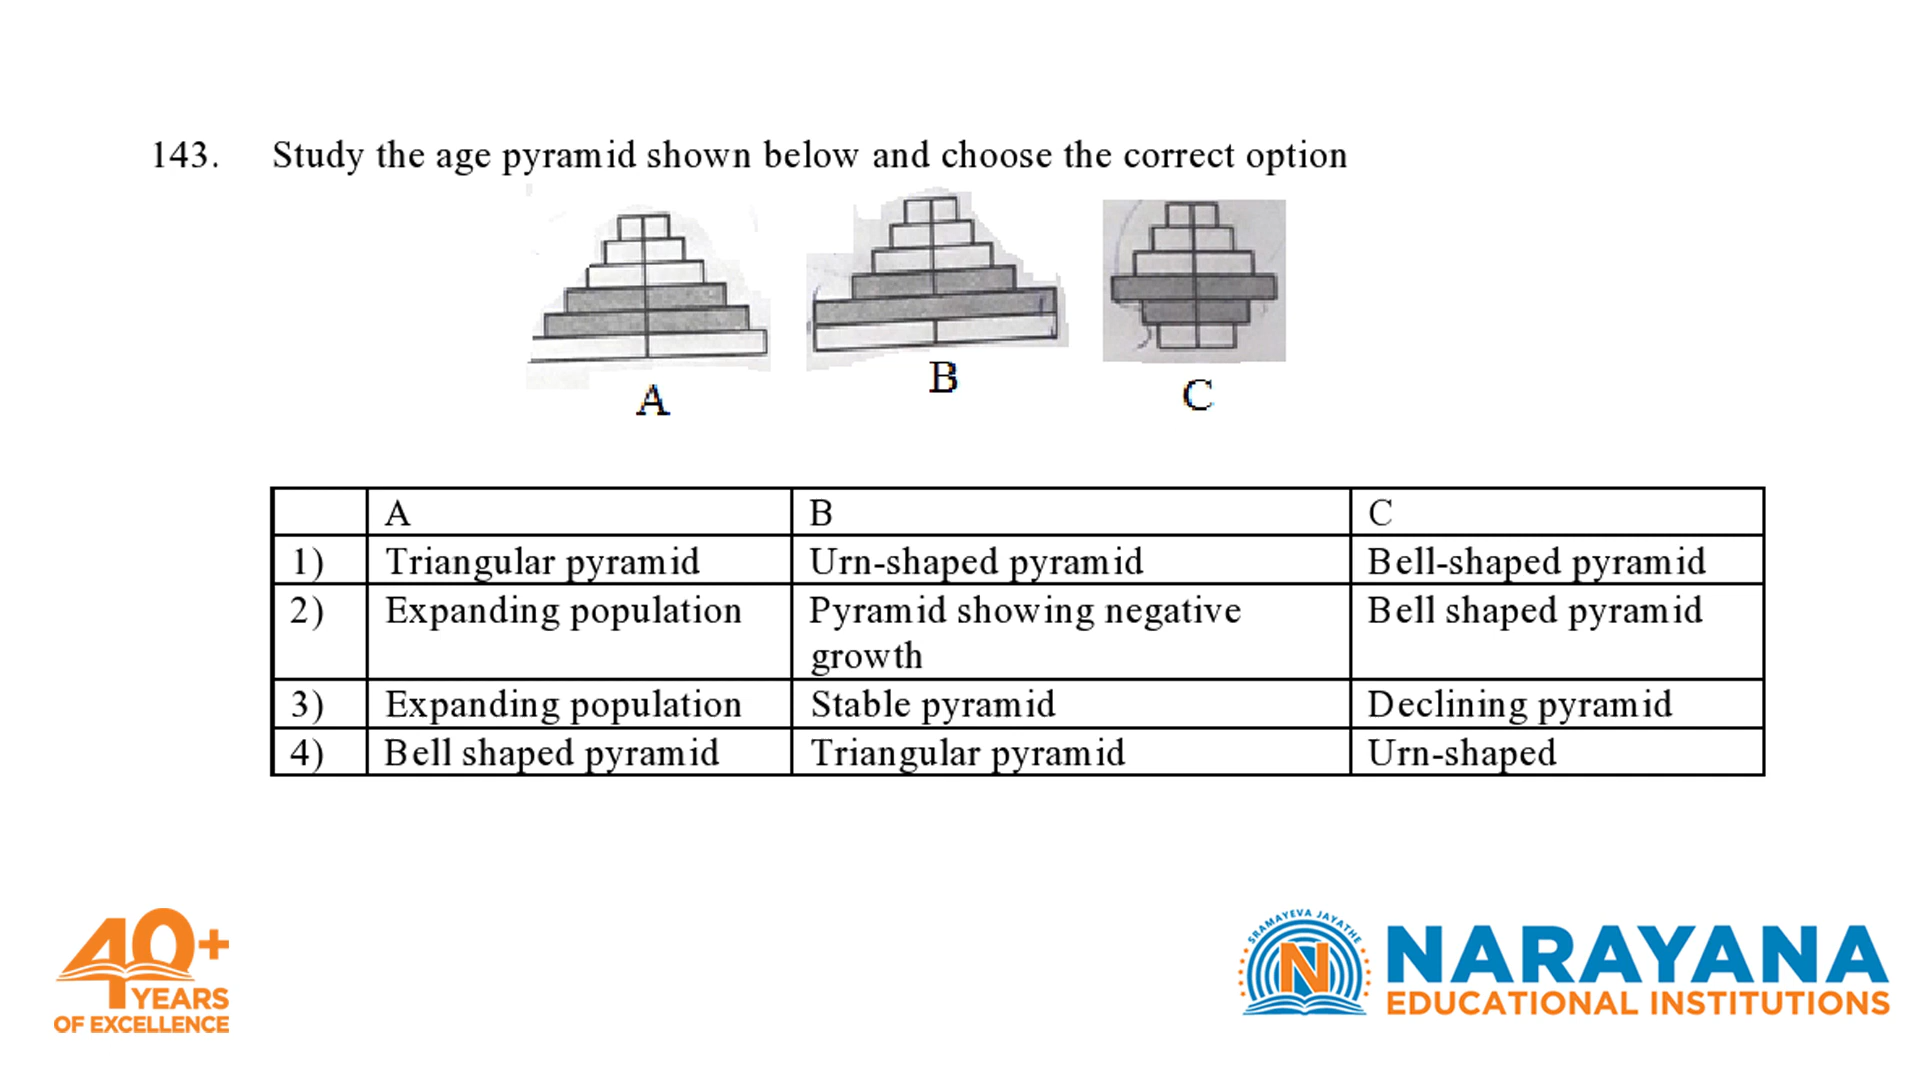 143. Study the age pyramid shown below and choose the correct option
A B C
A B C
1) Triangular pyramid Urn-shaped pyramid Bell-shaped pyramid
2) Expanding population Pyramid showing negative growth Bell shaped pyramid
3) Expanding population Stable pyramid Declining pyramid
4) Bell shaped pyramid Triangular pyramid Urn-shaped
40+
YEARS
OF EXCELLENCE
SRAMAYEVA JAYATHE
N
NARAYANA
EDUCATIONAL INSTITUTIONS